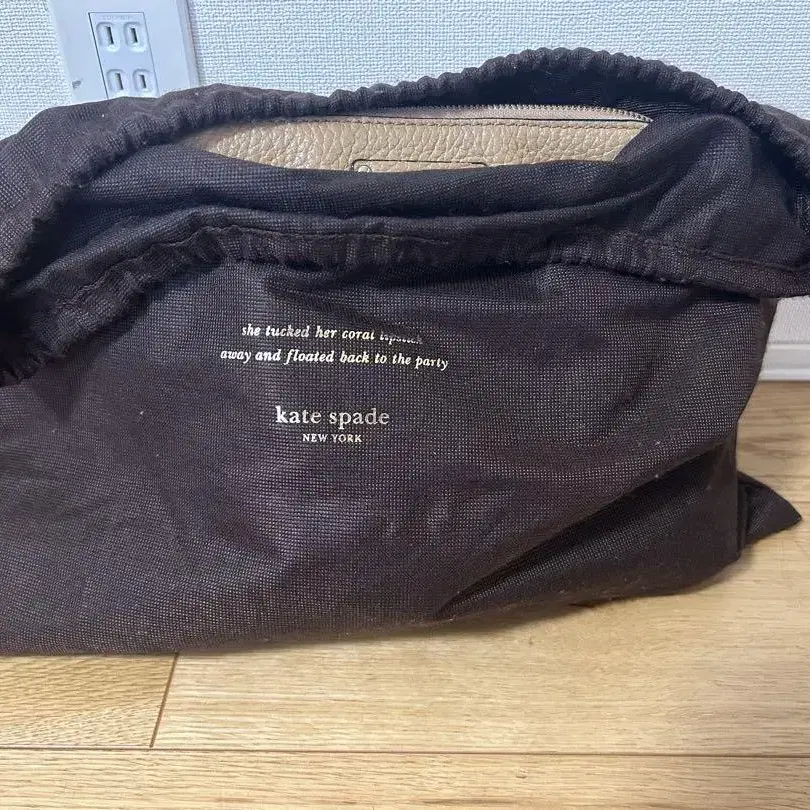 she tucked her coral lipstick
away and floated back to the party
kate spade
NEW YORK